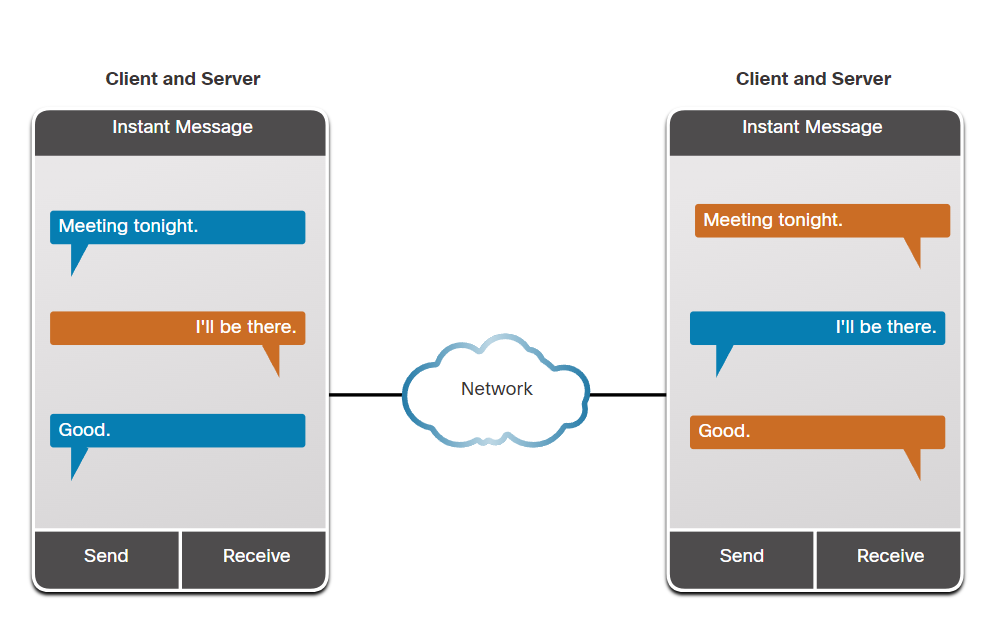 Client and Server
Instant Message
Meeting tonight.
I'll be there.
Good.
Send
Receive
Network
Client and Server
Instant Message
Meeting tonight.
I'll be there.
Good.
Send
Receive